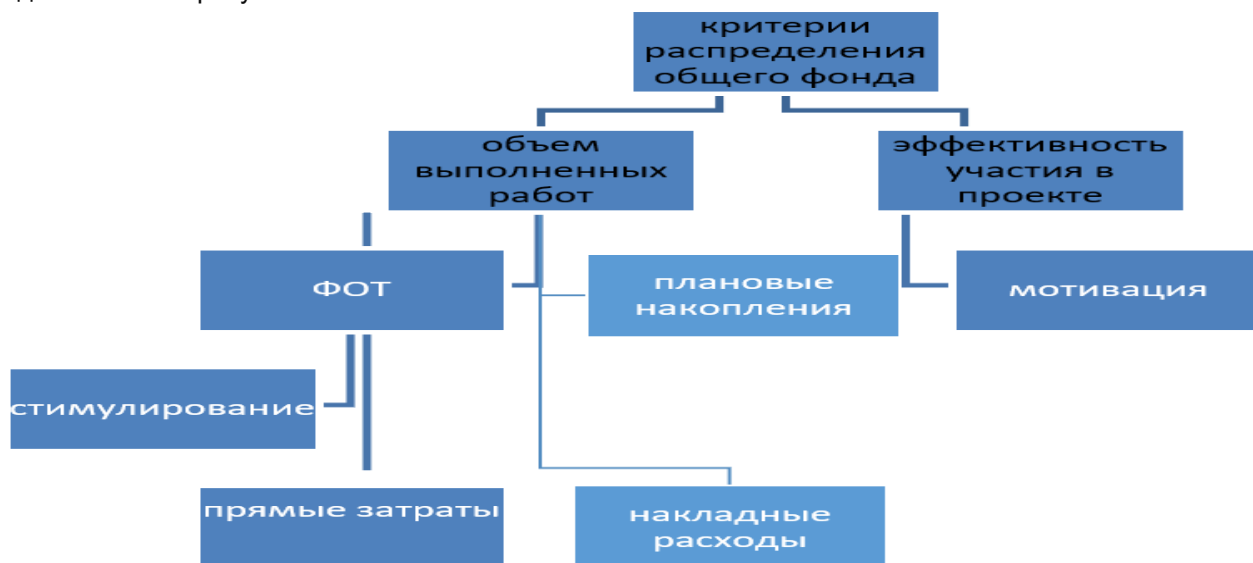 критерии
распределения
общего фонда
объем
выполненных
работ
эффективность
участия в
проекте
ФОТ
плановые
накопления
мотивация
стимулирование
прямые затраты
накладные
расходы